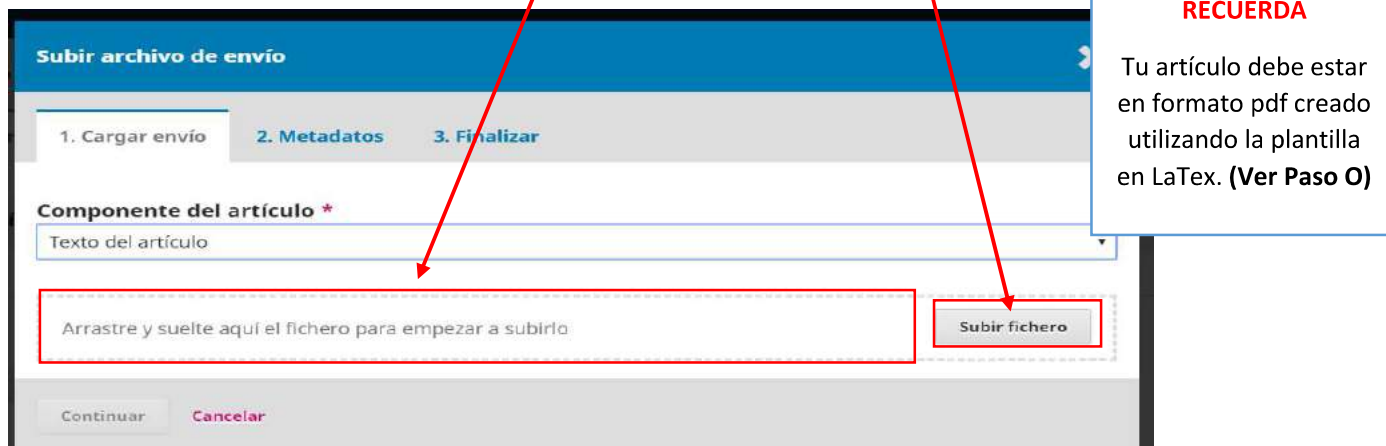 RECUERDA
Tu artículo debe estar
en formato pdf creado
utilizando la plantilla
en LaTex. (Ver Paso O)
Subir archivo de envío
1. Cargar envío 2. Metadatos 3. Finalizar
Componente del artículo *
Texto del artículo
Arrastre y suelte aquí el fichero para empezar a subirlo
Subir fichero
Continuar Cancelar